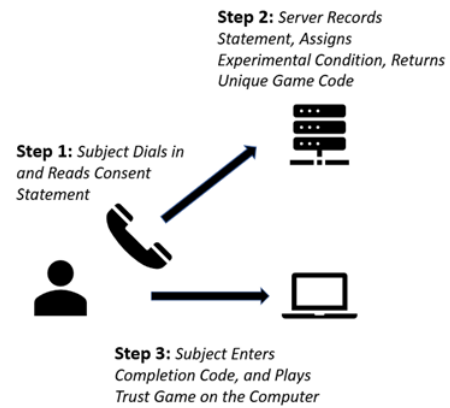 Step 2: Server Records
Statement, Assigns
Experimental Condition, Returns
Unique Game Code
Step 1: Subject Dials in
and Reads Consent
Statement
Step 3: Subject Enters
Completion Code, and Plays
Trust Game on the Computer